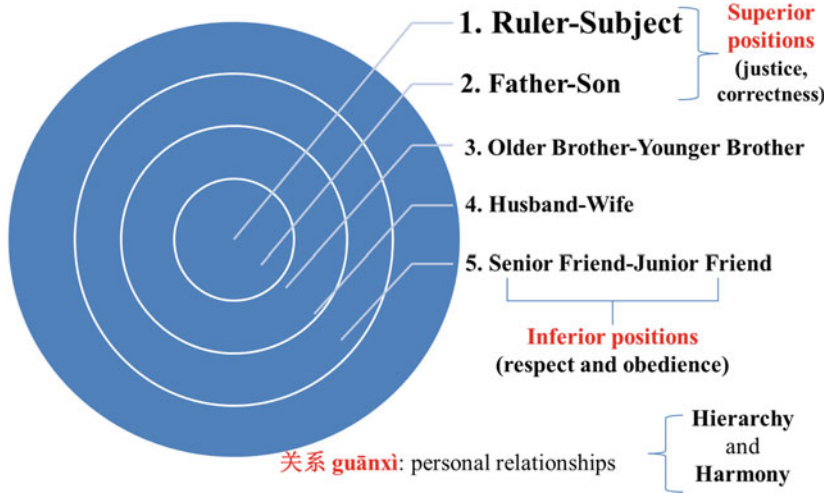 1. Ruler-Subject
2. Father-Son
Superior
positions
(justice,
correctness)
3. Older Brother-Younger Brother
4. Husband-Wife
5. Senior Friend-Junior Friend
Inferior positions
(respect and obedience)
关系 guānxì: personal relationships
Hierarchy
and
Harmony